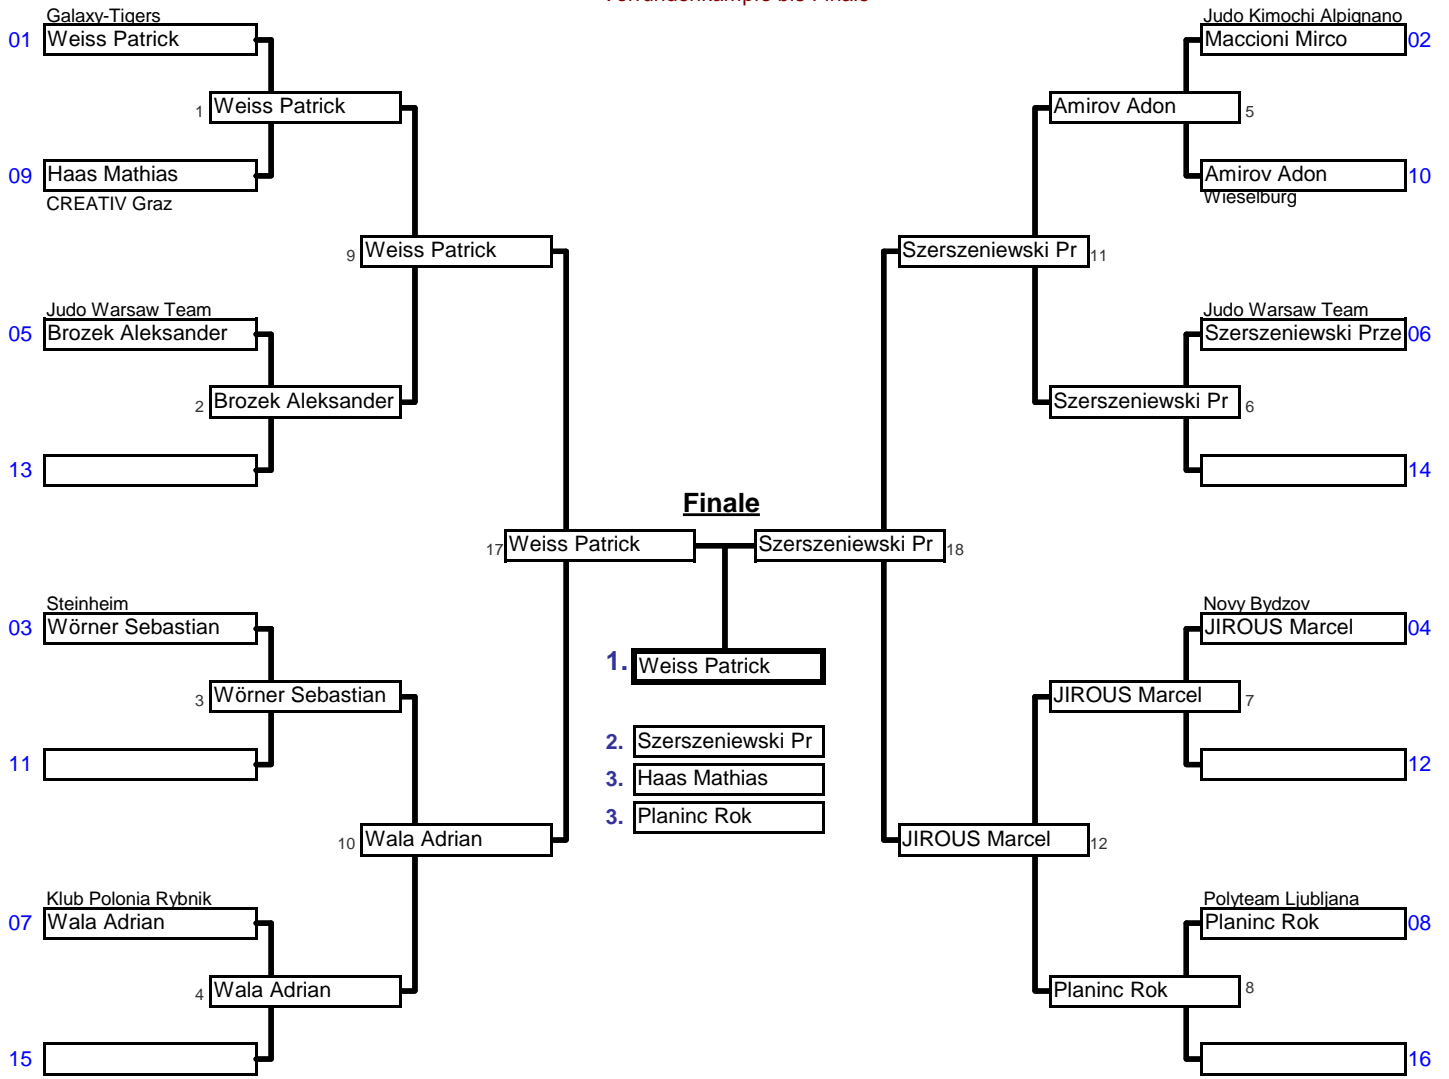 Vorrundenkämpfe bis Finale
Galaxy-Tigers
01 Weiss Patrick
1 Weiss Patrick
09 Haas Mathias
CREATIV Graz
9 Weiss Patrick
Judo Warsaw Team
05 Brozek Aleksander
2 Brozek Aleksander
13
17 Weiss Patrick
Steinheim
03 Wörner Sebastian
3 Wörner Sebastian
11
10 Wala Adrian
Klub Polonia Rybnik
07 Wala Adrian
4 Wala Adrian
15
Finale
1. Weiss Patrick
2. Szerszeniewski Pr
3. Haas Mathias
3. Planinc Rok
Judo Kimochi Alpignano
Maccioni Mirco 02
Amirov Adon 5
Amirov Adon 10
Wieselburg
Szerszeniewski Pr 11
Judo Warsaw Team
Szerszeniewski Prze 06
Szerszeniewski Pr 6
14
Szerszeniewski Pr 18
Novy Bydzov
JIROUS Marcel 04
JIROUS Marcel 7
12
JIROUS Marcel 12
Polyteam Ljubljana
Planinc Rok 08
Planinc Rok 8
16